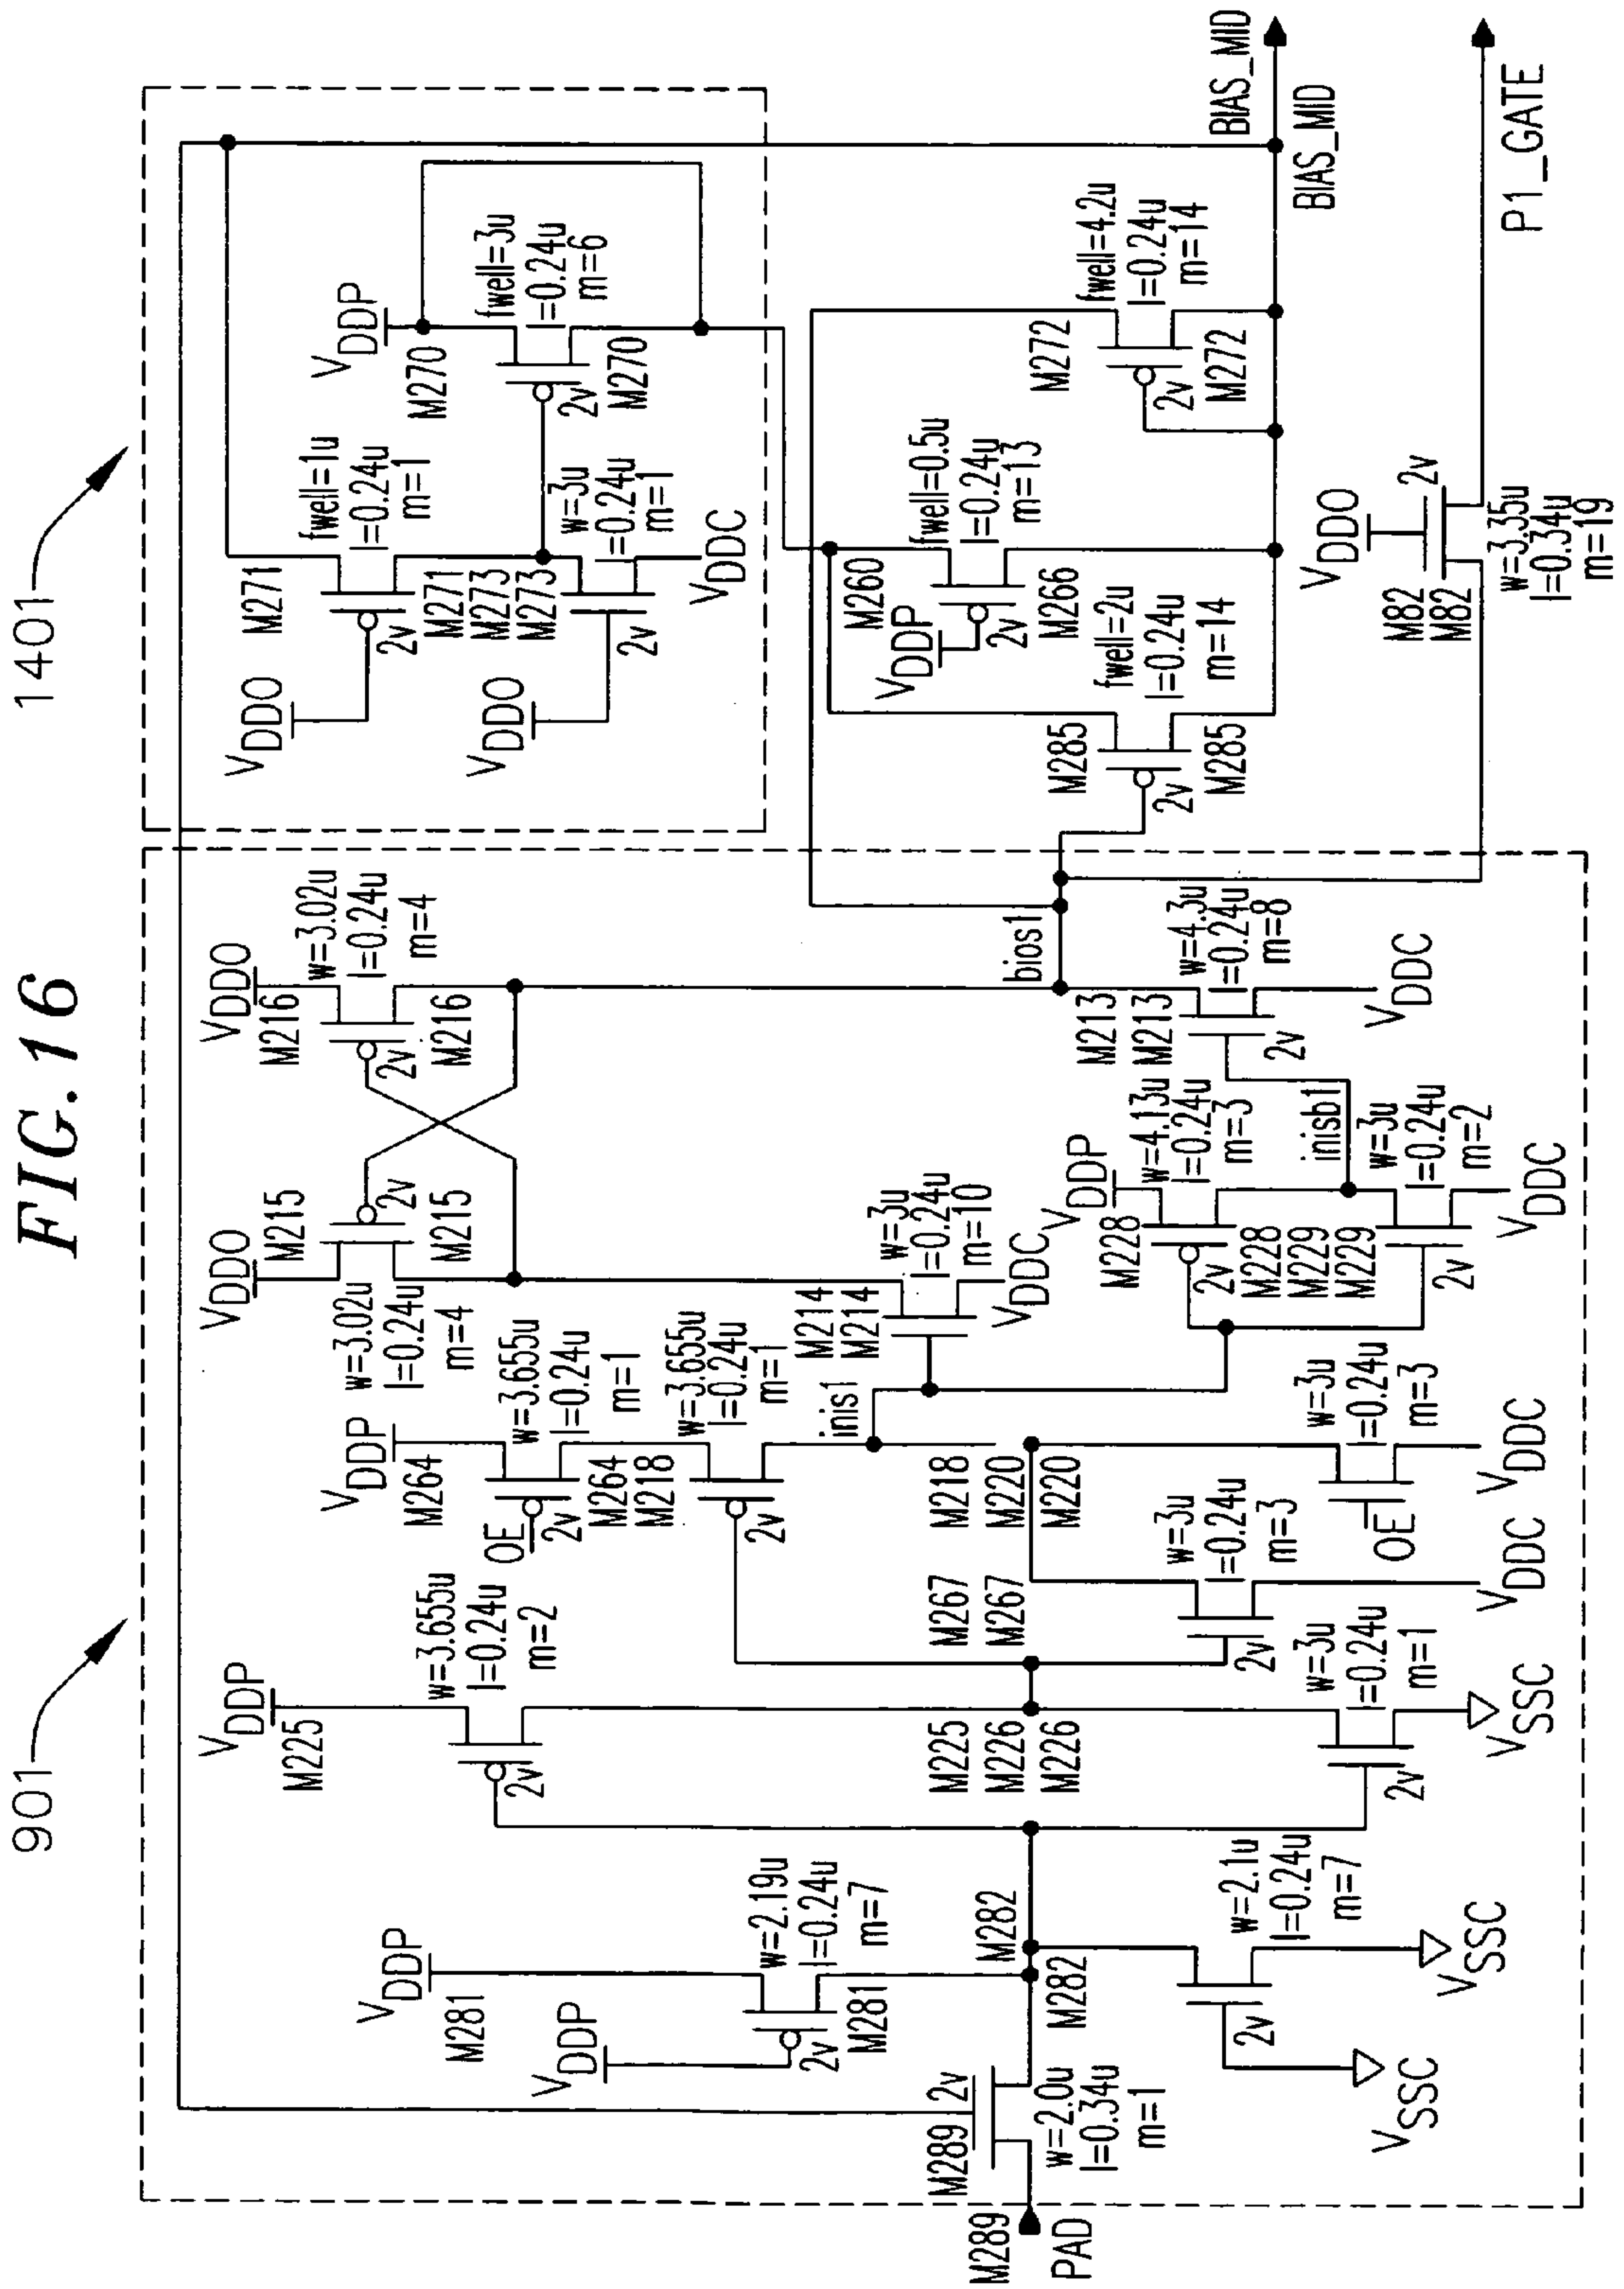 FIG. 16
901
1401
PAD
M289
M289
2v
w=2.0u
l=0.34u
m=1
VDDP
M281
VDDP
2v
M281
w=2.19u
l=0.24u
m=7
M282
M282
2v
w=2.1u
l=0.24u
m=7
VSSC
VSSC
VDDP
M225
2v
w=3.655u
l=0.24u
m=2
M225
M226
M226
2v
w=3u
l=0.24u
m=1
VSSC
VDDP
M264
OE
2v
w=3.655u
l=0.24u
m=1
M264
M218
2v
w=3.655u
l=0.24u
m=1
inis1
M218
M220
M220
M267
M267
2v
w=3u
l=0.24u
m=3
VDDC
OE
w=3u
l=0.24u
m=3
VDDC
VDDO
M215
2v
M215
w=3.02u
l=0.24u
m=4
VDDO
M216
2v
M216
w=3.02u
l=0.24u
m=4
M214
M214
w=3u
l=0.24u
m=10
VDDC
VDDP
M228
2v
M228
w=4.13u
l=0.24u
m=3
inisb1
M229
M229
2v
w=3u
l=0.24u
m=2
VDDC
bios1
M213
M213
2v
w=4.3u
l=0.24u
m=8
VDDC
VDDO
M271
2v
M271
fwell=1u
l=0.24u
m=1
VDDO
M273
M273
2v
w=3u
l=0.24u
m=1
VDDC
VDDP
M270
2v
M270
fwell=3u
l=0.24u
m=6
M285
2v
M285
fwell=2u
l=0.24u
m=14
M260
VDDP
2v
M266
fwell=0.5u
l=0.24u
m=13
M272
2v
M272
fwell=4.2u
l=0.24u
m=14
BIAS_MID
BIAS_MID
VDDO
M82
M82
2v
w=3.35u
l=0.34u
m=19
P1_GATE